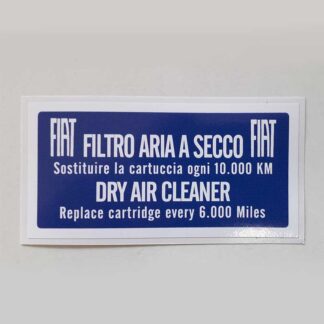 FIAT FILTRO ARIA A SECCO FIAT
Sostituire la cartuccia ogni 10.000 KM
DRY AIR CLEANER
Replace cartridge every 6.000 Miles